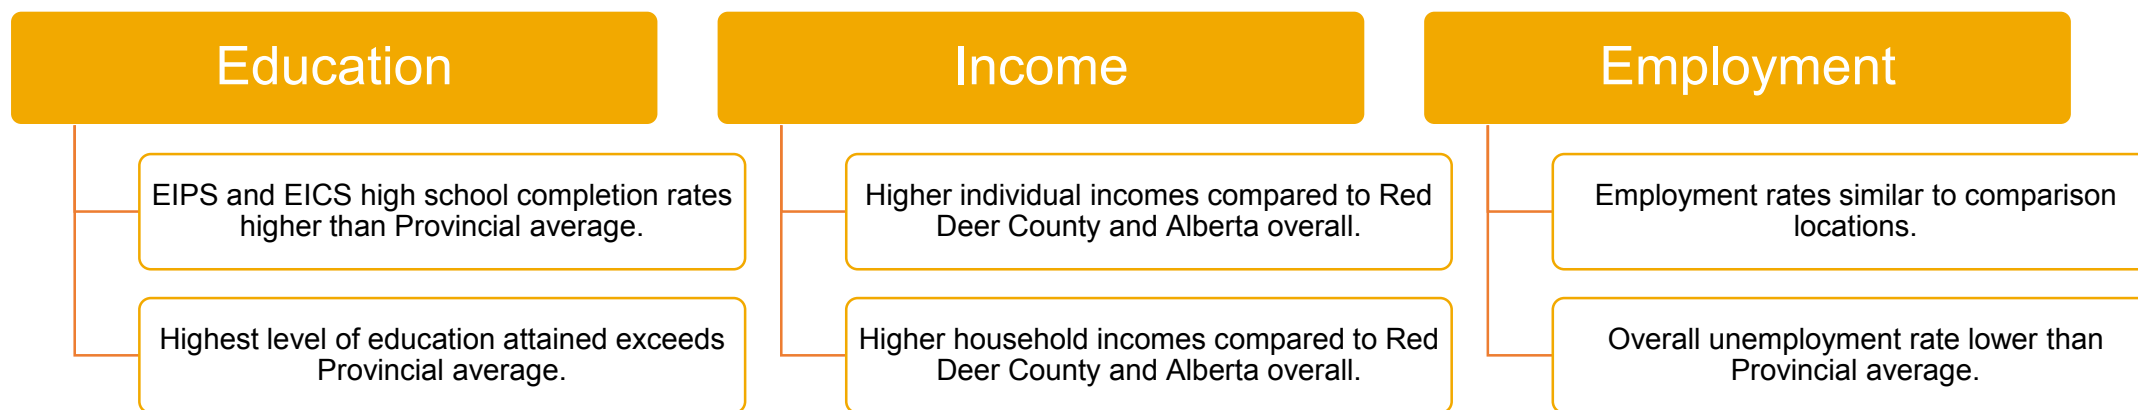 Education
EIPS and EICS high school completion rates
higher than Provincial average.
Highest level of education attained exceeds
Provincial average.
Income
Higher individual incomes compared to Red
Deer County and Alberta overall.
Higher household incomes compared to Red
Deer County and Alberta overall.
Employment
Employment rates similar to comparison
locations.
Overall unemployment rate lower than
Provincial average.